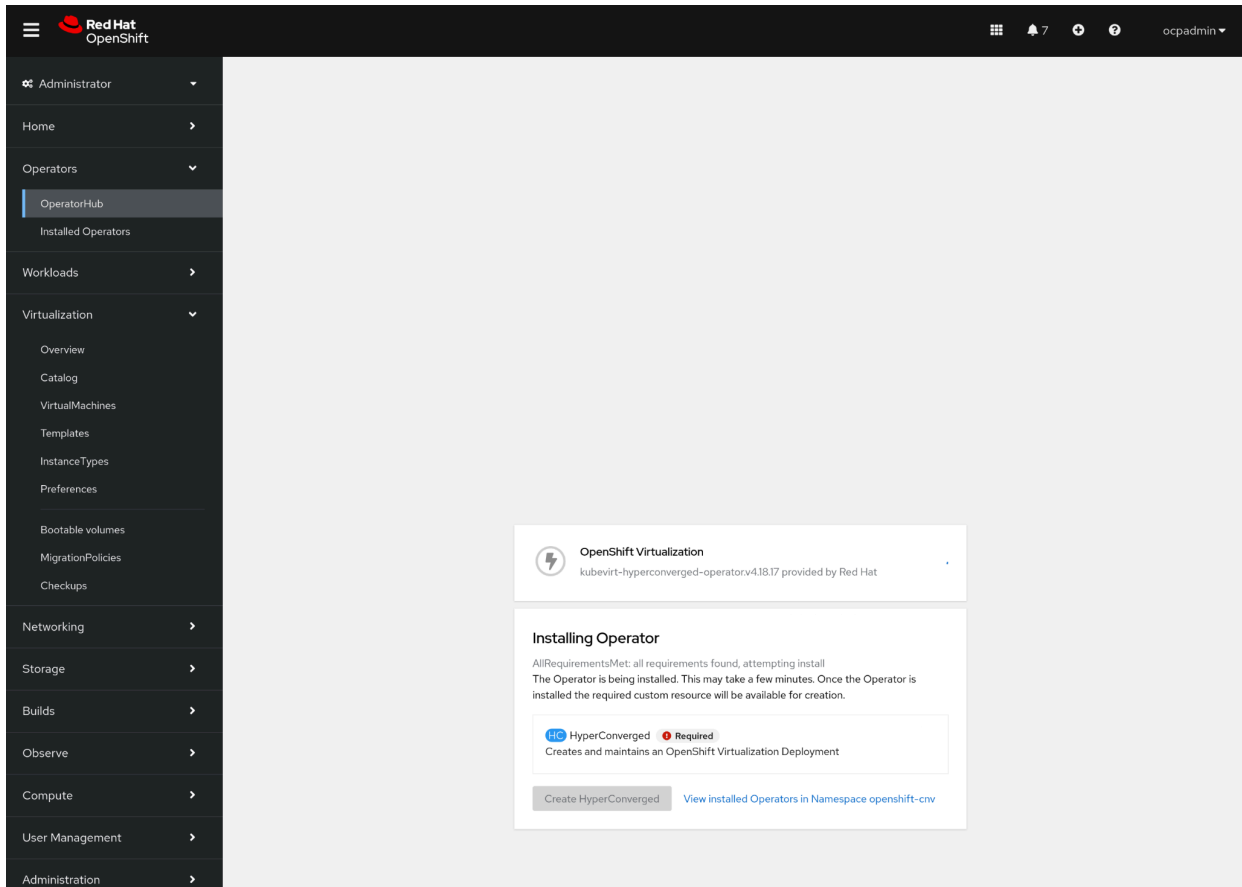 Red Hat
OpenShift
7
ocpadmin
Administrator
Home
Operators
OperatorHub
Installed Operators
Workloads
Virtualization
Overview
Catalog
VirtualMachines
Templates
InstanceTypes
Preferences
Bootable volumes
MigrationPolicies
Checkups
Networking
Storage
Builds
Observe
Compute
User Management
Administration
OpenShift Virtualization
kubevirt-hyperconverged-operator.v4.18.17 provided by Red Hat
Installing Operator
AllRequirementsMet: all requirements found, attempting install
The Operator is being installed. This may take a few minutes. Once the Operator is
installed the required custom resource will be available for creation.
HC HyperConverged Required
Creates and maintains an OpenShift Virtualization Deployment
Create HyperConverged View installed Operators in Namespace openshift-cnv